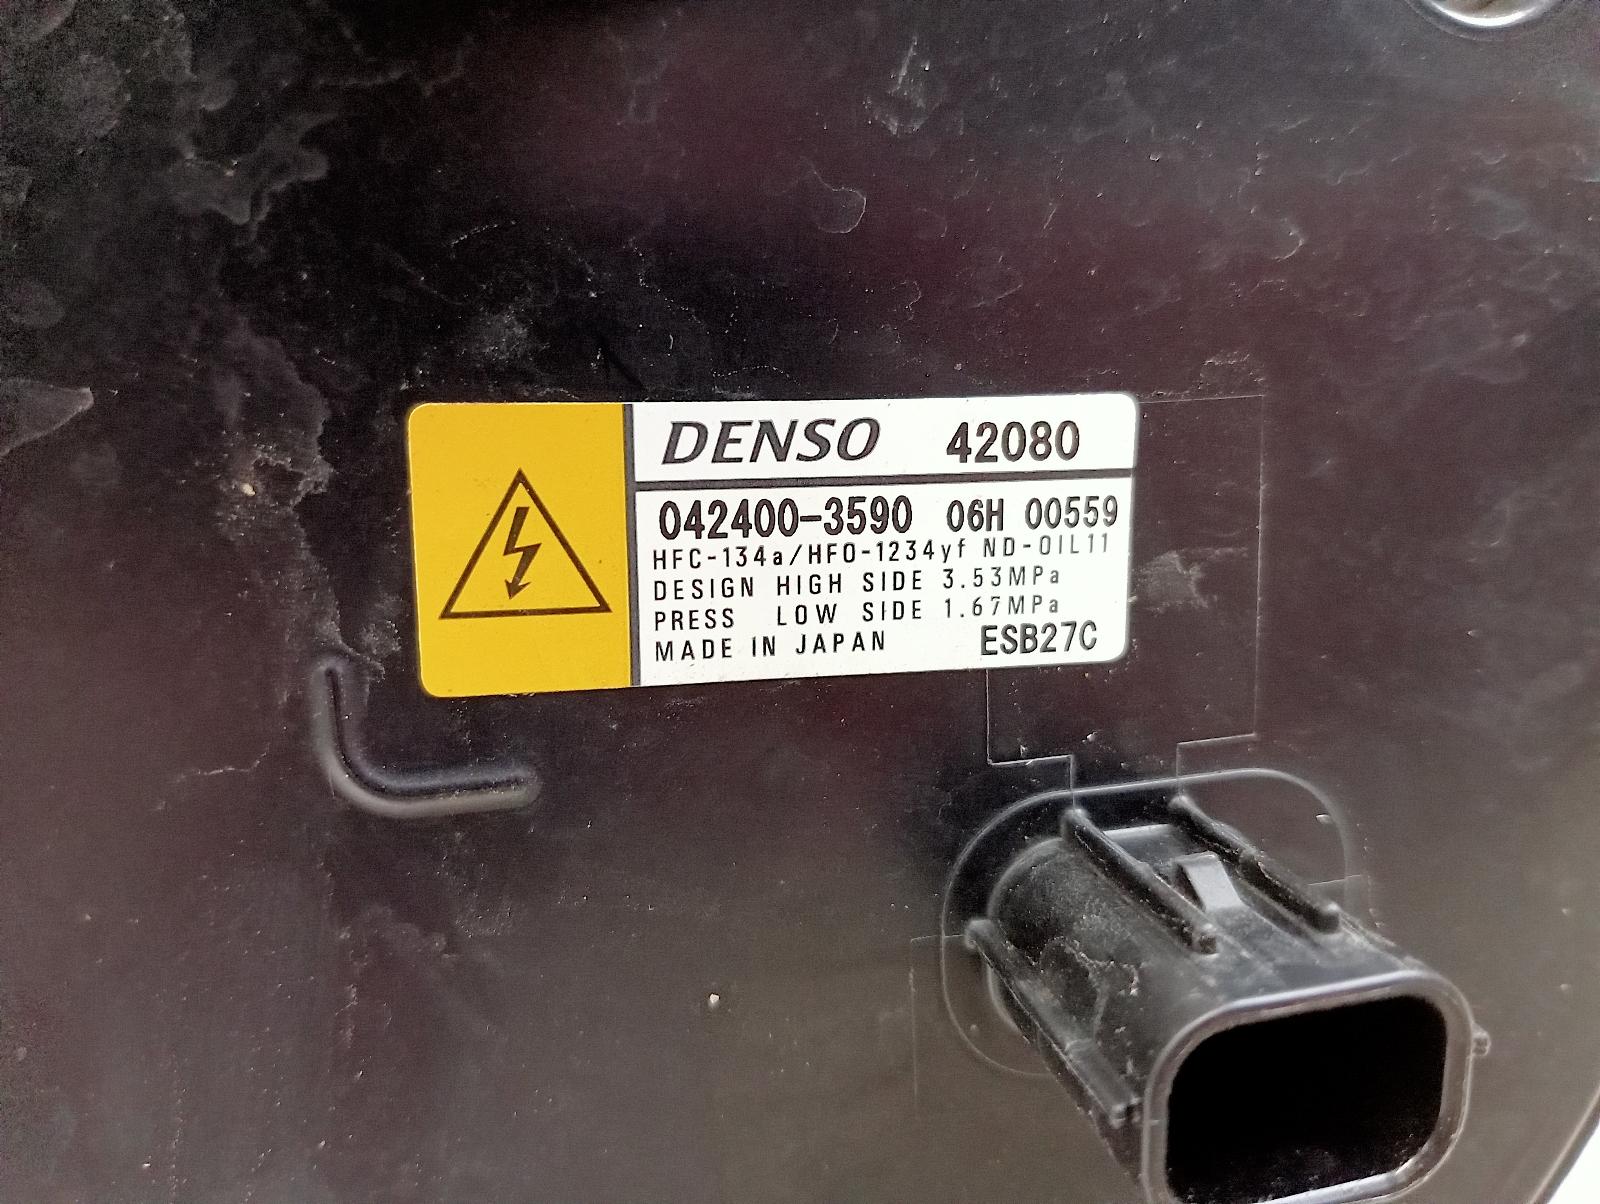 DENSO 42080
042400-3590 06H 00559
HFC-134a/HFO-1234yf ND-OIL11
DESIGN HIGH SIDE 3.53MPa
PRESS LOW SIDE 1.67MPa
MADE IN JAPAN ESB27C